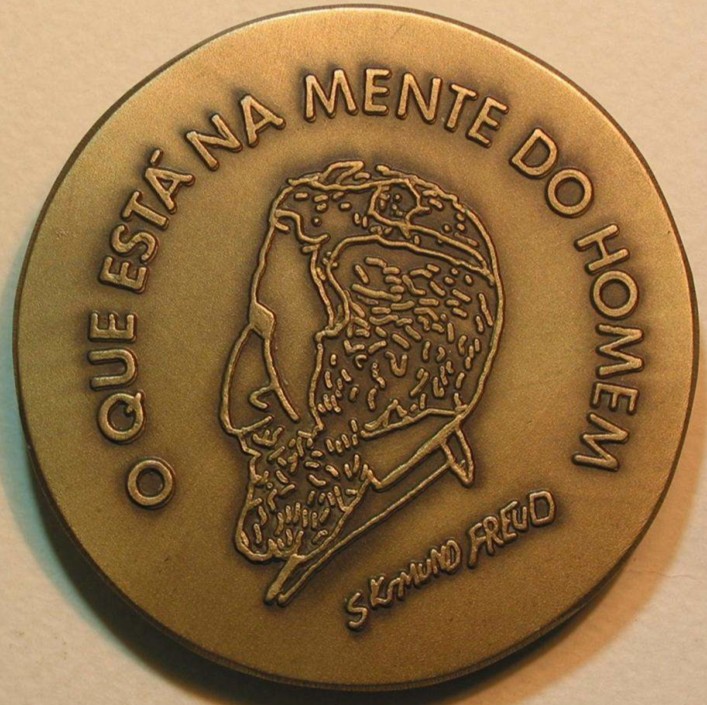 O QUE ESTÁ NA MENTE DO HOMEM
SIGMUND FREUD